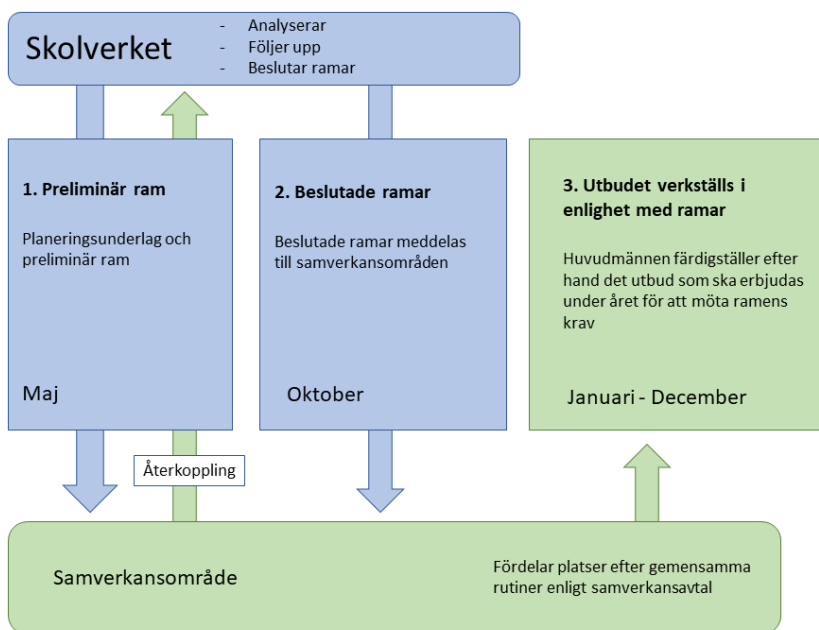 Skolverket
- Analyserar
- Följer upp
- Beslutar ramar
1. Preliminär ram
Planeringsunderlag och
preliminär ram
Maj
2. Beslutade ramar
Beslutade ramar meddelas
till samverkansområden
Oktober
3. Utbudet verkställs i
enlighet med ramar
Huvudmännen färdigställer efter
hand det utbud som ska erbjudas
under året för att möta ramens
krav
Januari - December
Återkoppling
Samverkansområde
Fördelar platser efter gemensamma
rutiner enligt samverkansavtal